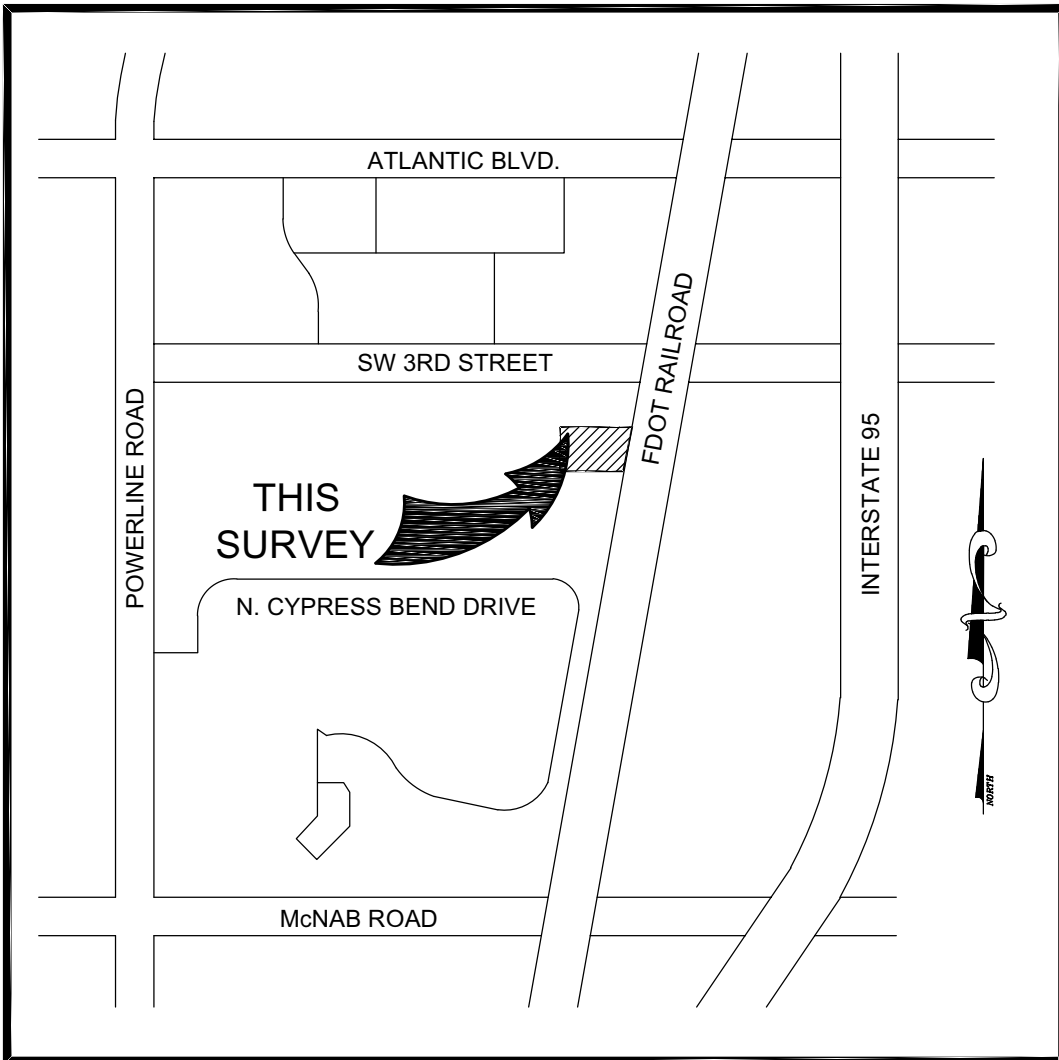 ATLANTIC BLVD.
SW 3RD STREET
FDOT RAILROAD
POWERLINE ROAD
INTERSTATE 95
THIS
SURVEY
N. CYPRESS BEND DRIVE
NORTH
McNAB ROAD